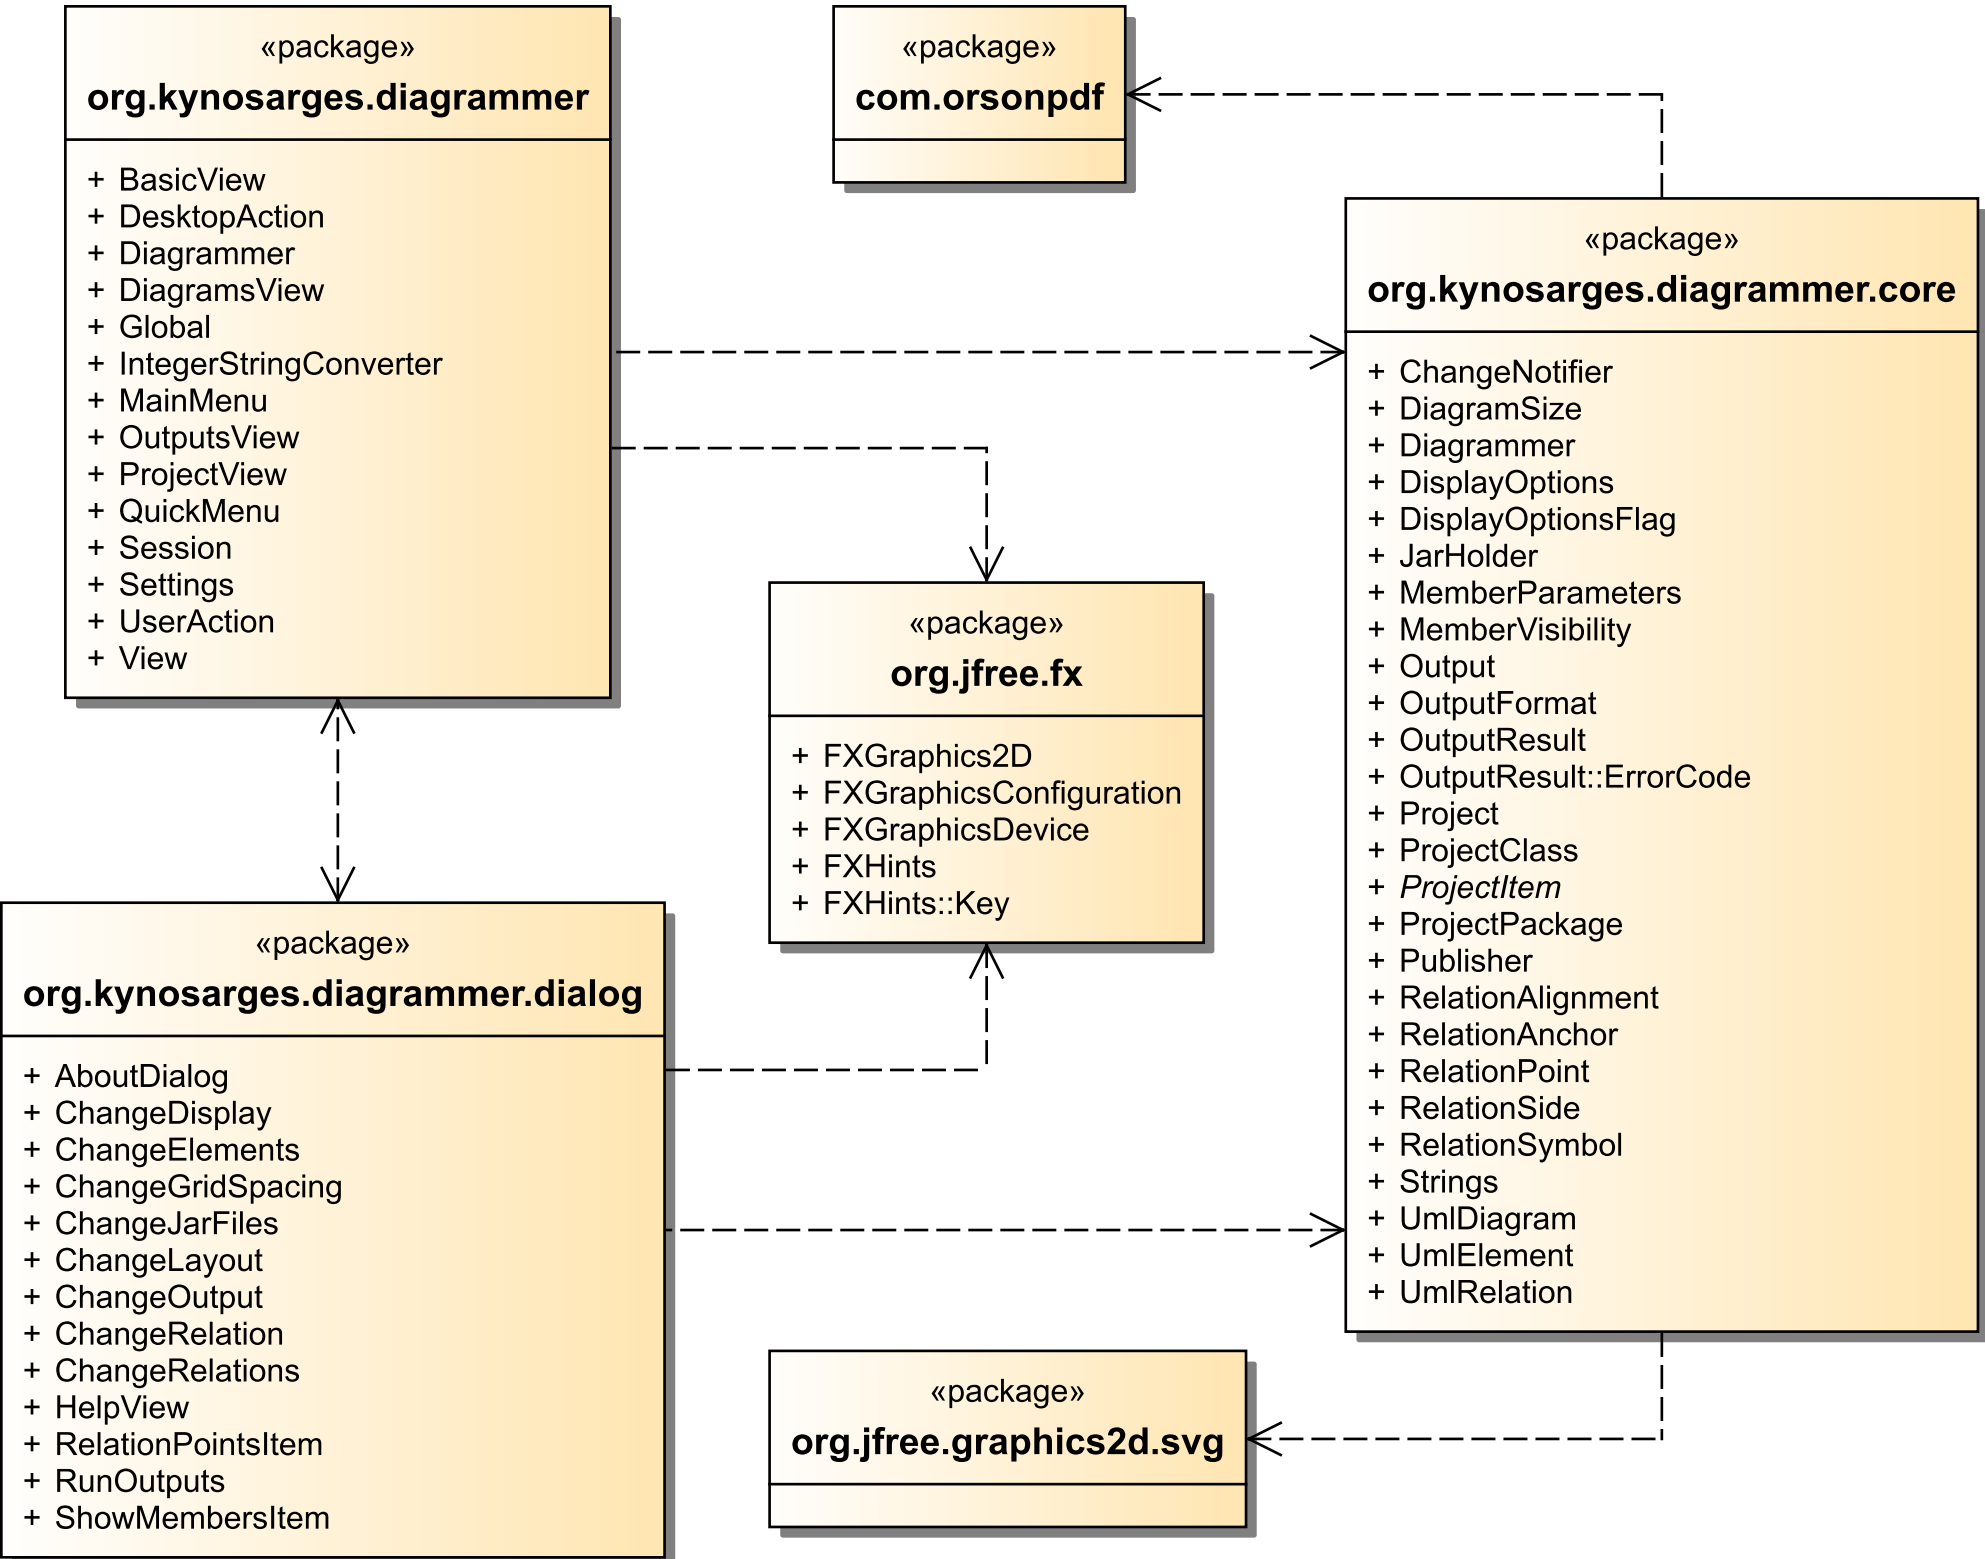 «package»
org.kynosarges.diagrammer
+ BasicView
+ DesktopAction
+ Diagrammer
+ DiagramsView
+ Global
+ IntegerStringConverter
+ MainMenu
+ OutputsView
+ ProjectView
+ QuickMenu
+ Session
+ Settings
+ UserAction
+ View
«package»
com.orsonpdf
«package»
org.kynosarges.diagrammer.core
+ ChangeNotifier
+ DiagramSize
+ Diagrammer
+ DisplayOptions
+ DisplayOptionsFlag
+ JarHolder
+ MemberParameters
+ MemberVisibility
+ Output
+ OutputFormat
+ OutputResult
+ OutputResult::ErrorCode
+ Project
+ ProjectClass
+ ProjectItem
+ ProjectPackage
+ Publisher
+ RelationAlignment
+ RelationAnchor
+ RelationPoint
+ RelationSide
+ RelationSymbol
+ Strings
+ UmlDiagram
+ UmlElement
+ UmlRelation
«package»
org.jfree.fx
+ FXGraphics2D
+ FXGraphicsConfiguration
+ FXGraphicsDevice
+ FXHints
+ FXHints::Key
«package»
org.kynosarges.diagrammer.dialog
+ AboutDialog
+ ChangeDisplay
+ ChangeElements
+ ChangeGridSpacing
+ ChangeJarFiles
+ ChangeLayout
+ ChangeOutput
+ ChangeRelation
+ ChangeRelations
+ HelpView
+ RelationPointsItem
+ RunOutputs
+ ShowMembersItem
«package»
org.jfree.graphics2d.svg